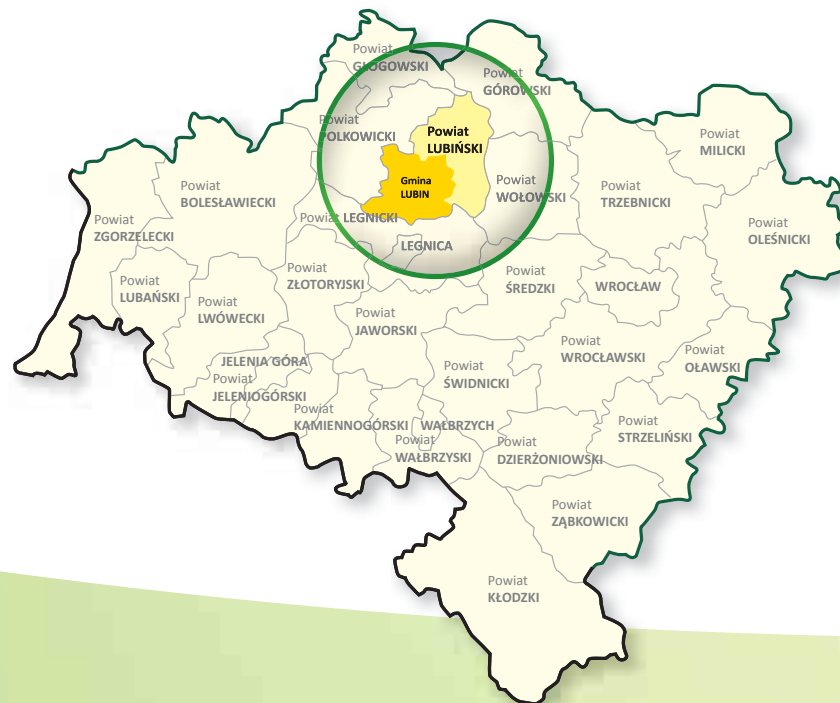 Powiat
GŁOGOWSKI
Powiat
GÓROWSKI
Powiat
POLKOWICKI
Powiat
LUBIŃSKI
Powiat
MILICKI
Gmina
LUBIN
Powiat
WOŁOWSKI
Powiat
TRZEBNICKI
Powiat
BOLESŁAWIECKI
Powiat LEGNICKI
Powiat
ZGORZELECKI
Powiat
OLEŚNICKI
LEGNICA
Powiat
LUBAŃSKI
Powiat
ZŁOTORYJSKI
Powiat
ŚREDZKI
WROCŁAW
Powiat
LWÓWECKI
Powiat
JAWORSKI
Powiat
WROCŁAWSKI
Powiat
OŁAWSKI
JELENIA GÓRA
Powiat
JELENIOGÓRSKI
Powiat
ŚWIDNICKI
Powiat
KAMIENNOGÓRSKI
WAŁBRZYCH
Powiat
WAŁBRZYSKI
Powiat
DZIERŻONIOWSKI
Powiat
STRZELIŃSKI
Powiat
ZĄBKOWICKI
Powiat
KŁODZKI